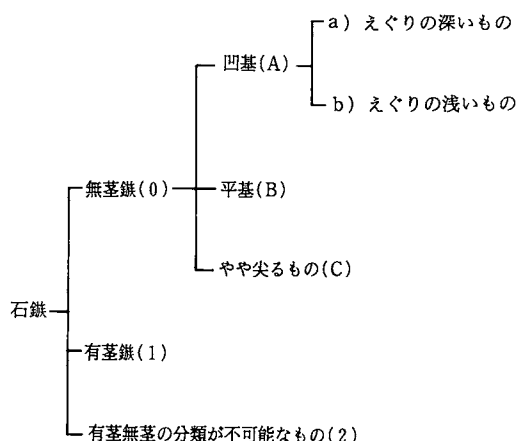 a) えぐりの深いもの
凹基(A)
b) えぐりの浅いもの
無茎鏃(0)
平基(B)
やや尖るもの(C)
石鏃
有茎鏃(1)
有茎無茎の分類が不可能なもの(2)